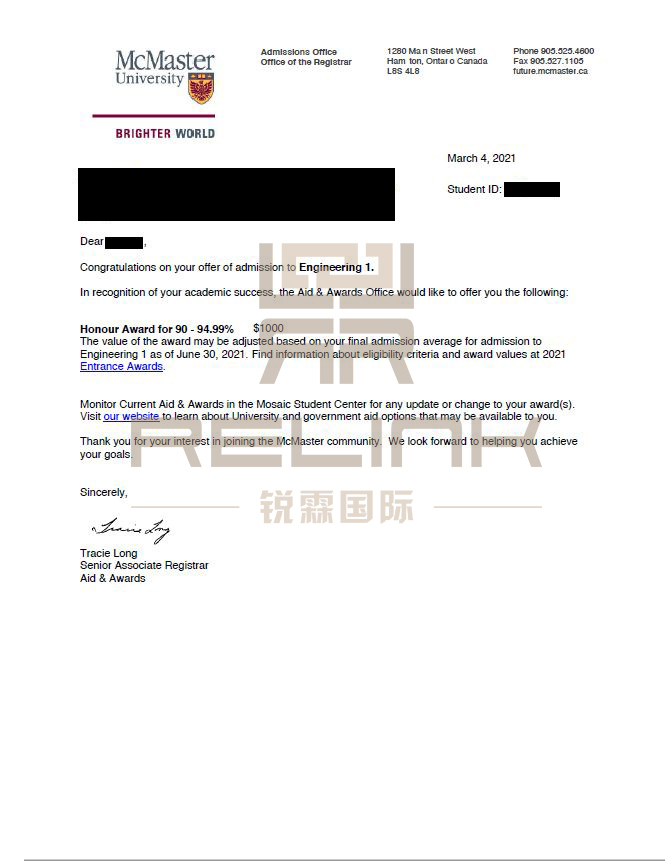 McMaster
University
BRIGHTER WORLD
Admissions Office
Office of the Registrar
1280 Main Street West
Hamilton, Ontario Canada
L8S 4L8
Phone 905.525.4600
Fax 905.527.1105
future.mcmaster.ca
March 4, 2021
Student ID:
Dear ,
Congratulations on your offer of admission to Engineering 1.
In recognition of your academic success, the Aid & Awards Office would like to offer you the following:
Honour Award for 90 - 94.99% $1000
The value of the award may be adjusted based on your final admission average for admission to
Engineering 1 as of June 30, 2021. Find information about eligibility criteria and award values at 2021
Entrance Awards.
Monitor Current Aid & Awards in the Mosaic Student Center for any update or change to your award(s).
Visit our website to learn about University and government aid options that may be available to you.
Thank you for your interest in joining the McMaster community. We look forward to helping you achieve
your goals.
RELINK
Sincerely,
锐霖国际
Tracie Long
Tracie Long
Senior Associate Registrar
Aid & Awards